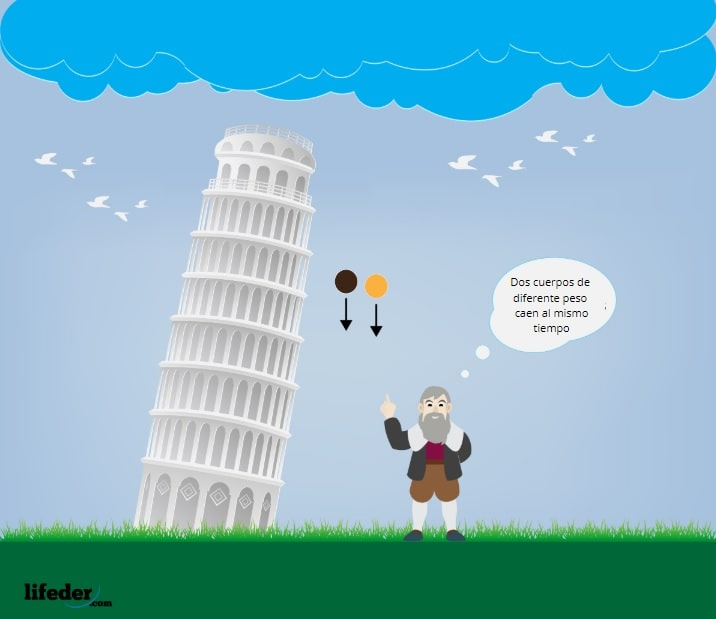 Dos cuerpos de
diferente peso
caen al mismo
tiempo
lifeder
.com